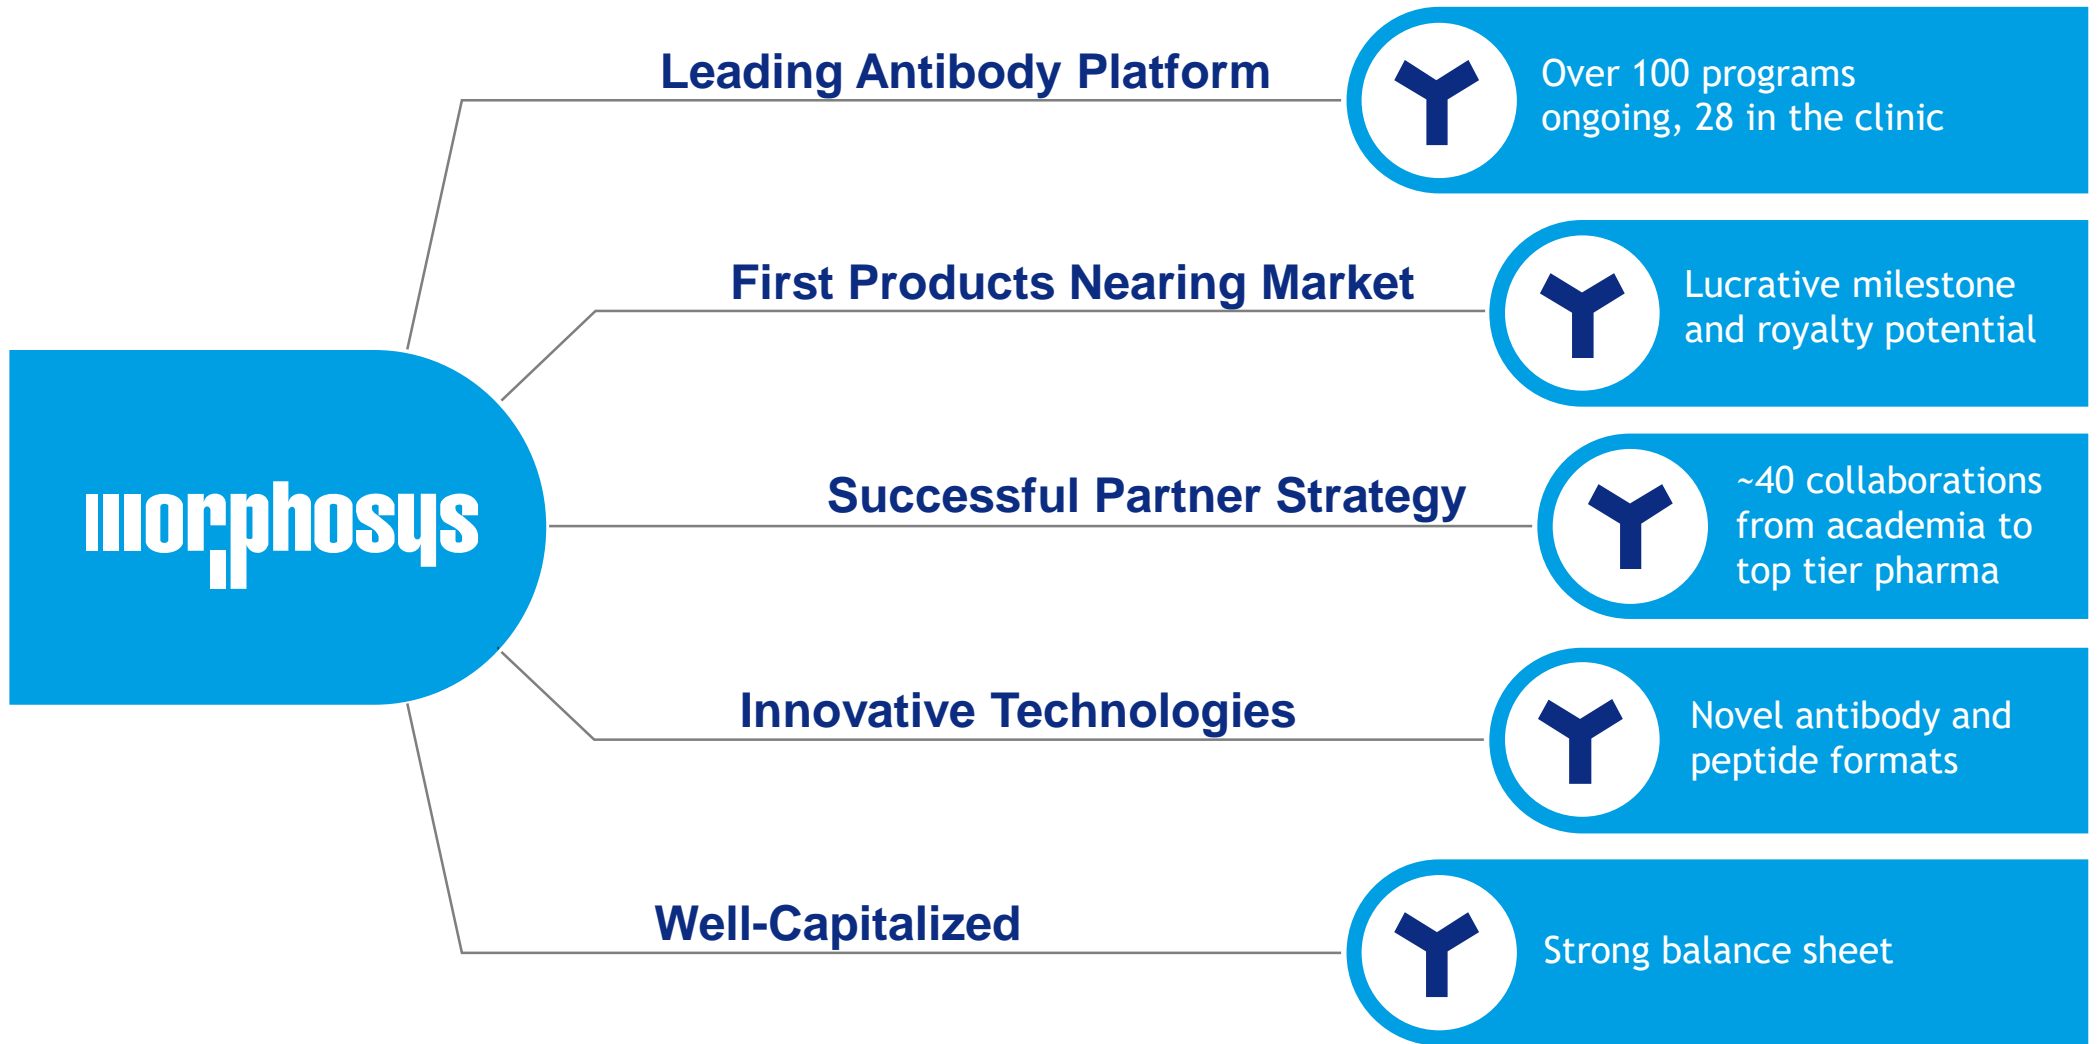 Leading Antibody Platform
Over 100 programs
ongoing, 28 in the clinic
First Products Nearing Market
Lucrative milestone
and royalty potential
morphosys
Successful Partner Strategy
~40 collaborations
from academia to
top tier pharma
Innovative Technologies
Novel antibody and
peptide formats
Well-Capitalized
Strong balance sheet